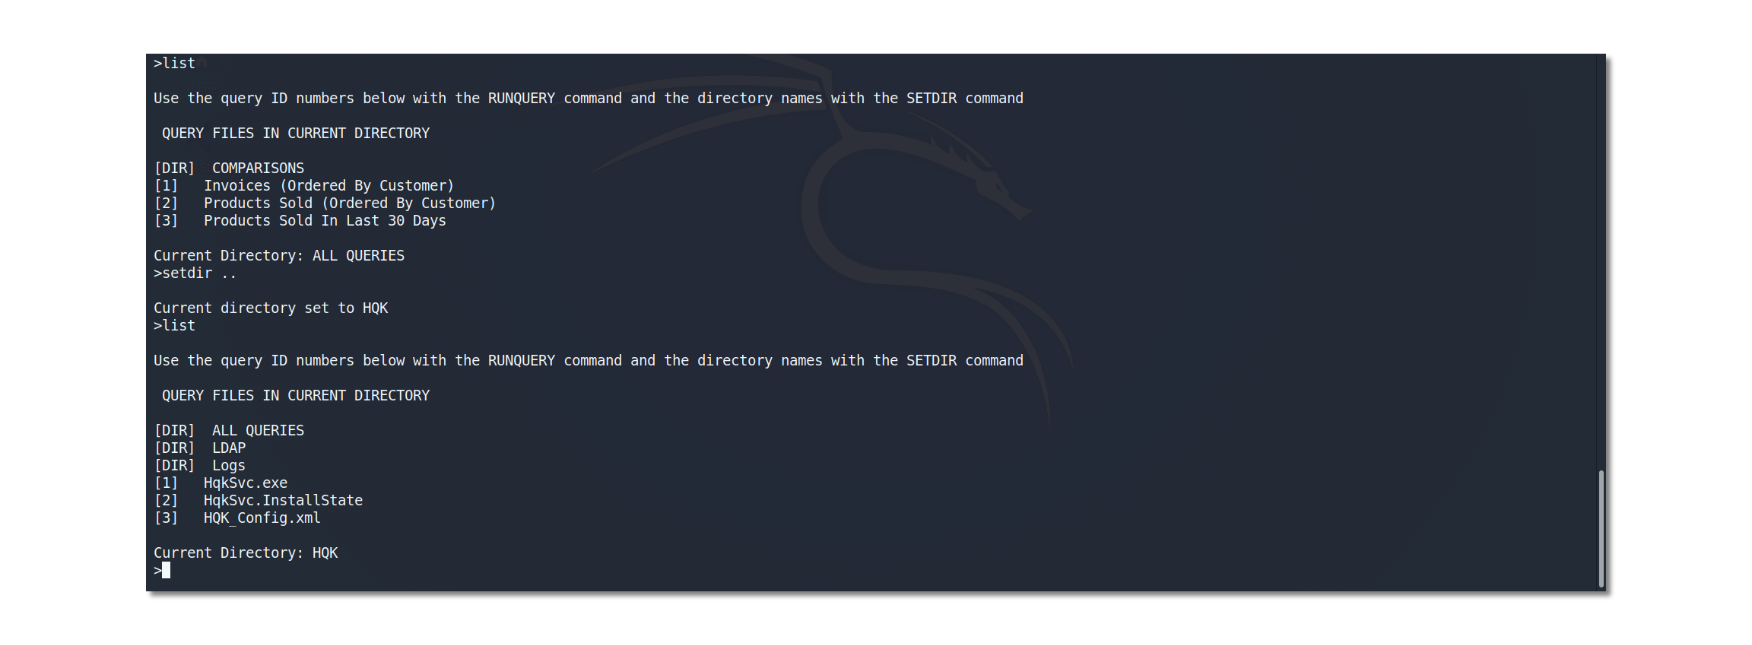 >list
Use the query ID numbers below with the RUNQUERY command and the directory names with the SETDIR command
QUERY FILES IN CURRENT DIRECTORY
[DIR]  COMPARISONS
[1]   Invoices (Ordered By Customer)
[2]   Products Sold (Ordered By Customer)
[3]   Products Sold In Last 30 Days
Current Directory: ALL QUERIES
>setdir ..
Current directory set to HQK
>list
Use the query ID numbers below with the RUNQUERY command and the directory names with the SETDIR command
QUERY FILES IN CURRENT DIRECTORY
[DIR]  ALL QUERIES
[DIR]  LDAP
[DIR]  Logs
[1]   HqkSvc.exe
[2]   HqkSvc.InstallState
[3]   HQK_Config.xml
Current Directory: HQK
>